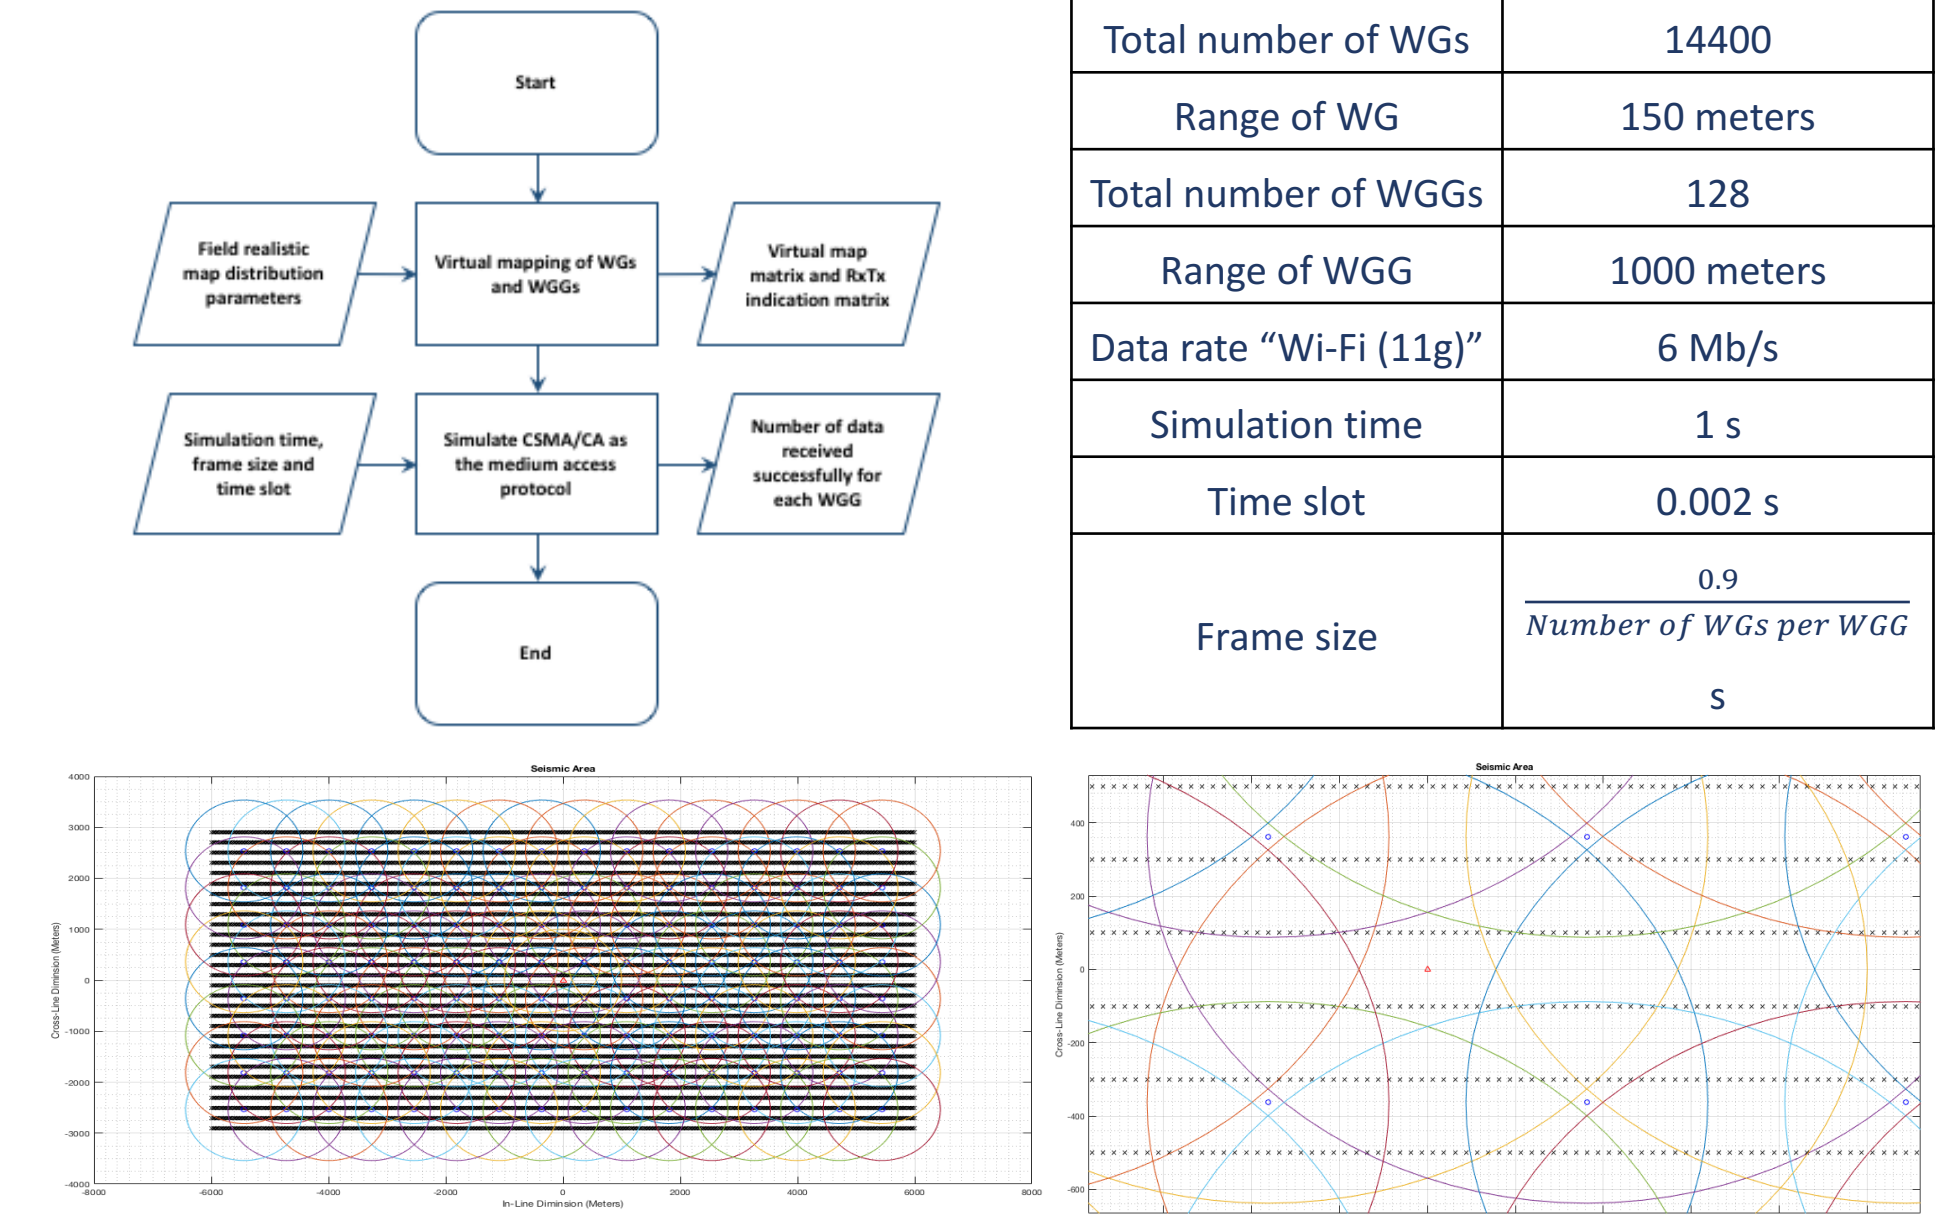 Start
Field realistic
map distribution
parameters
Virtual mapping of WGs
and WGGs
Virtual map
matrix and RxTx
indication matrix
Simulation time,
frame size and
time slot
Simulate CSMA/CA as
the medium access
protocol
Number of data
received
successfully for
each WGG
End
Total number of WGs 14400
Range of WG 150 meters
Total number of WGGs 128
Range of WGG 1000 meters
Data rate “Wi-Fi (11g)” 6 Mb/s
Simulation time 1 s
Time slot 0.002 s
Frame size
0.9
Number of WGs per WGG
s
Seismic Area
Cross-Line Diminsion (Meters)
4000
3000
2000
1000
0
-1000
-2000
-3000
-4000
-8000 -6000 -4000 -2000 0 2000 4000 6000 8000
In-Line Diminsion (Meters)
Seismic Area
Cross-Line Diminsion (Meters)
400
200
0
-200
-400
-600